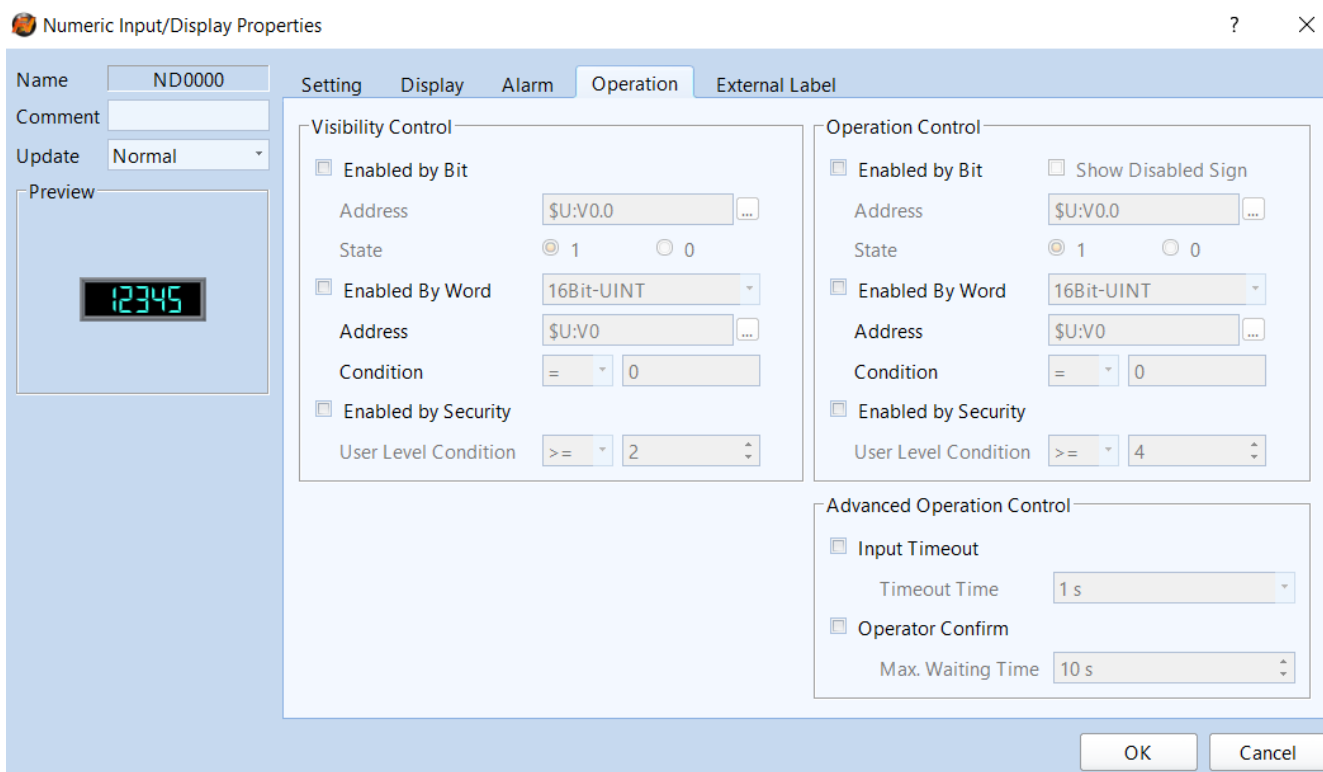 Numeric Input/Display Properties
? 
Name ND0000
Comment
Update Normal
Preview
12345
Setting Display Alarm Operation External Label
Visibility Control
Enabled by Bit
Address $U:V0.0 ...
State 1 0
Enabled By Word 16Bit-UINT
Address $U:V0 ...
Condition = 0
Enabled by Security
User Level Condition >= 2
Operation Control
Enabled by Bit Show Disabled Sign
Address $U:V0.0 ...
State 1 0
Enabled By Word 16Bit-UINT
Address $U:V0 ...
Condition = 0
Enabled by Security
User Level Condition >= 4
Advanced Operation Control
Input Timeout
Timeout Time 1 s
Operator Confirm
Max. Waiting Time 10 s
OK Cancel